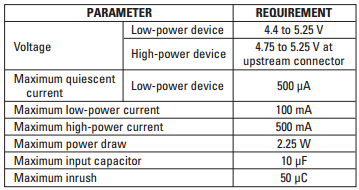 PARAMETER REQUIREMENT
Voltage
Low-power device 4.4 to 5.25 V
High-power device 4.75 to 5.25 V at
upstream connector
Maximum quiescent
current
Low-power device 500 µA
Maximum low-power current 100 mA
Maximum high-power current 500 mA
Maximum power draw 2.25 W
Maximum input capacitor 10 µF
Maximum inrush 50 µC